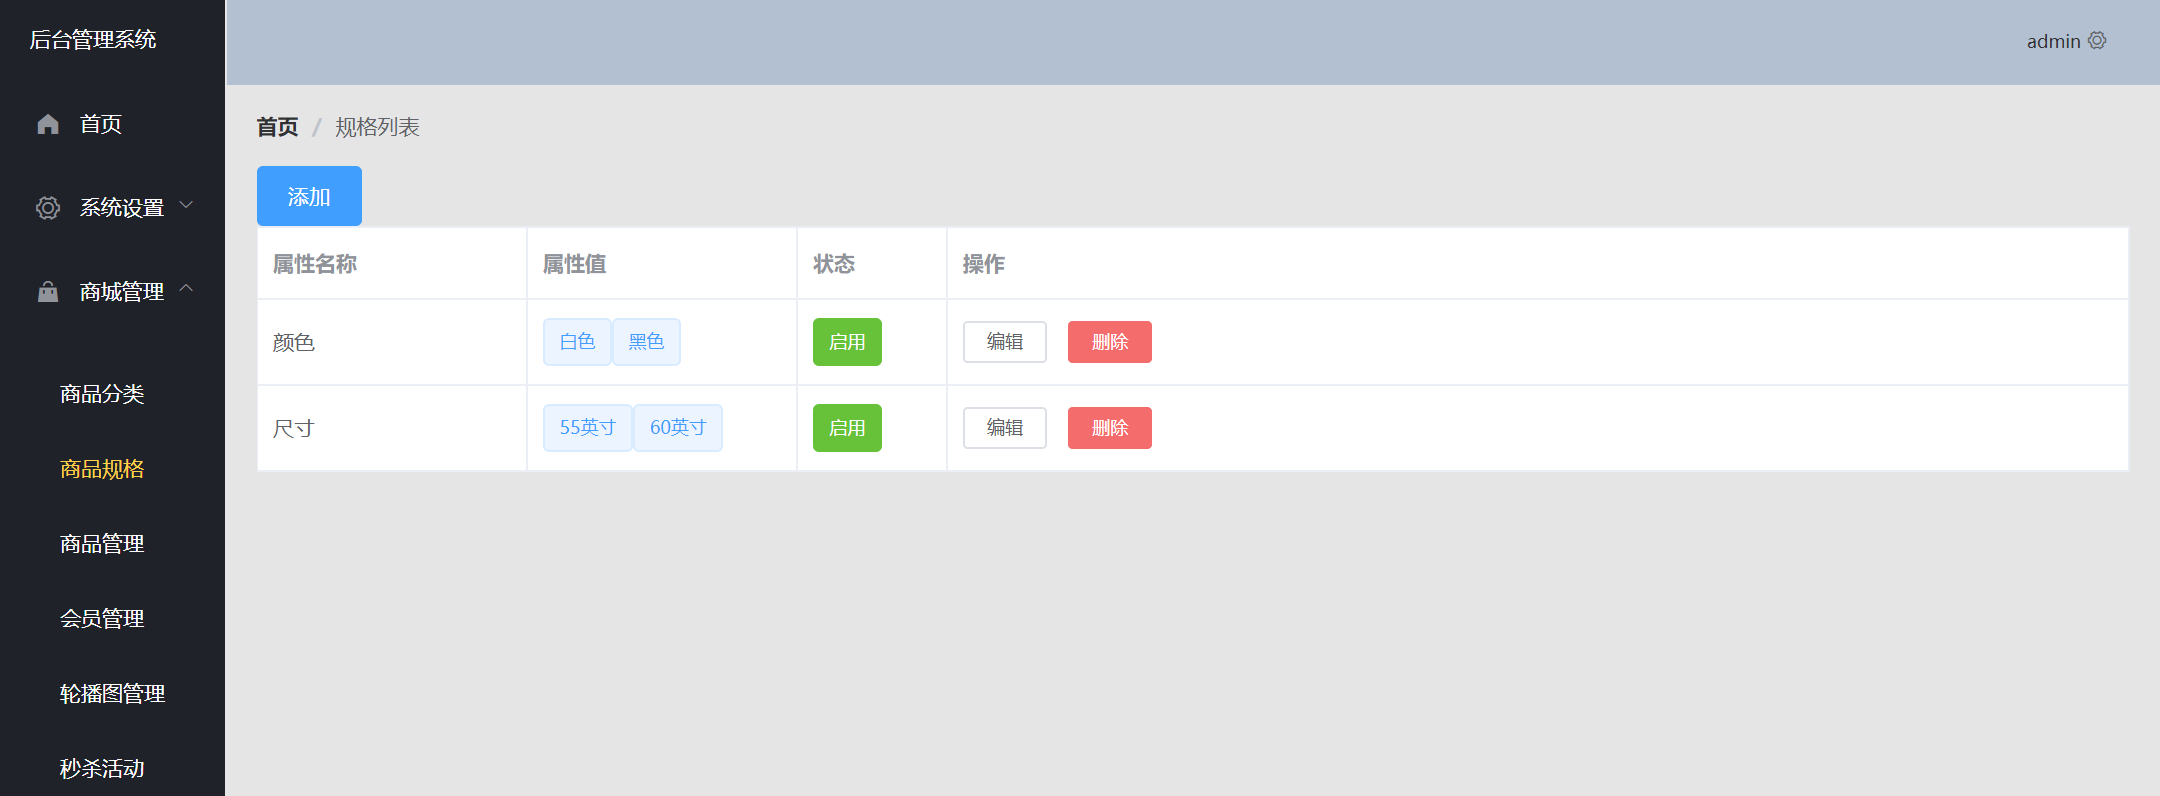 后台管理系统
admin
首页
系统设置
商城管理
商品分类
商品规格
商品管理
会员管理
轮播图管理
秒杀活动
首页 / 规格列表
添加
属性名称 属性值 状态 操作
颜色 白色 黑色 启用 编辑 删除
尺寸 55英寸 60英寸 启用 编辑 删除